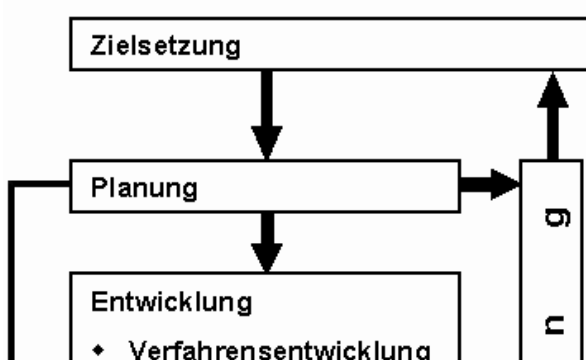 Zielsetzung
Planung
Entwicklung
◆ Verfahrensentwicklung
n g